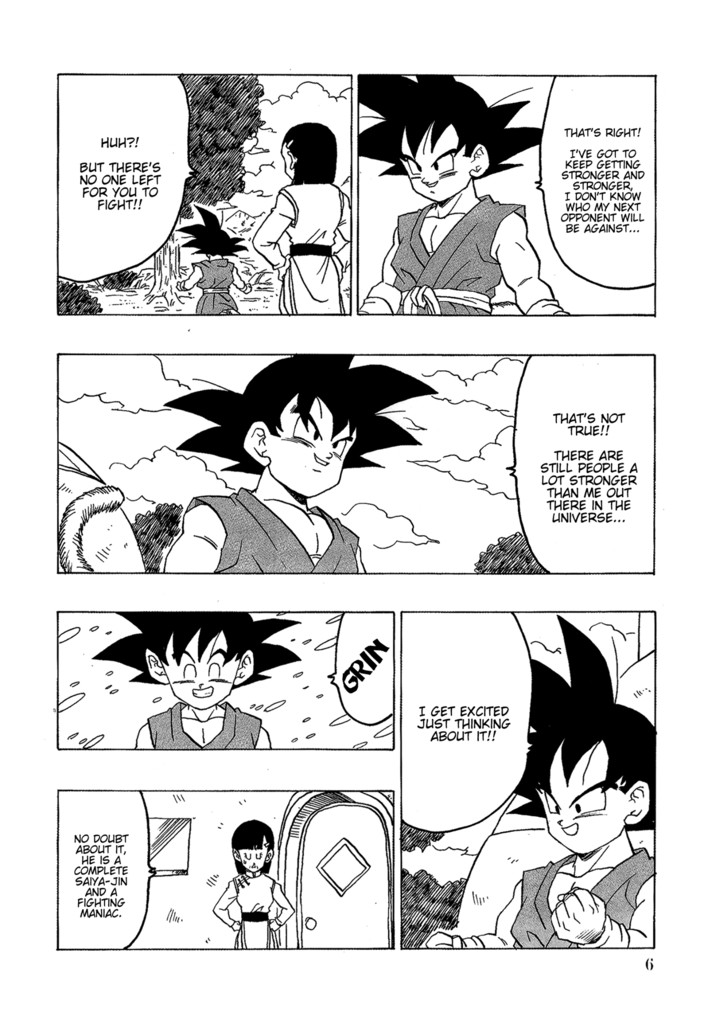 THAT'S RIGHT!
I'VE GOT TO
KEEP GETTING
STRONGER AND
STRONGER,
I DON'T KNOW
WHO MY NEXT
OPPONENT WILL
BE AGAINST...
HUH?!
BUT THERE'S
NO ONE LEFT
FOR YOU TO
FIGHT!!
THAT'S NOT
TRUE!!
THERE ARE
STILL PEOPLE A
LOT STRONGER
THAN ME OUT
THERE IN THE
UNIVERSE...
I GET EXCITED
JUST THINKING
ABOUT IT!!
GRIN
NO DOUBT
ABOUT IT,
HE IS A
COMPLETE
SAIYA-JIN
AND A
FIGHTING
MANIAC.
6